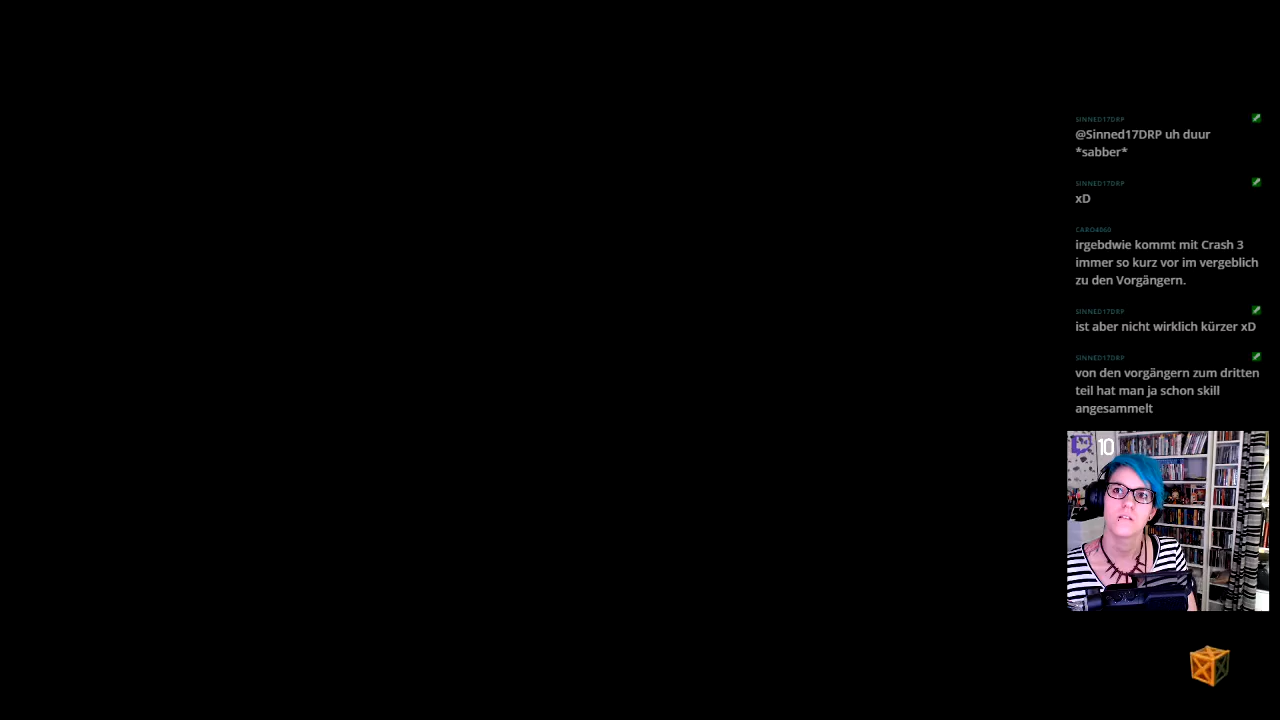 SINNED17DRP
@Sinned17DRP uh duur
*sabber*
SINNED17DRP
xD
CARO4060
irgebdwie kommt mit Crash 3
immer so kurz vor im vergeblich
zu den Vorgängern.
SINNED17DRP
ist aber nicht wirklich kürzer xD
SINNED17DRP
von den vorgängern zum dritten
teil hat man ja schon skill
angesammelt
10